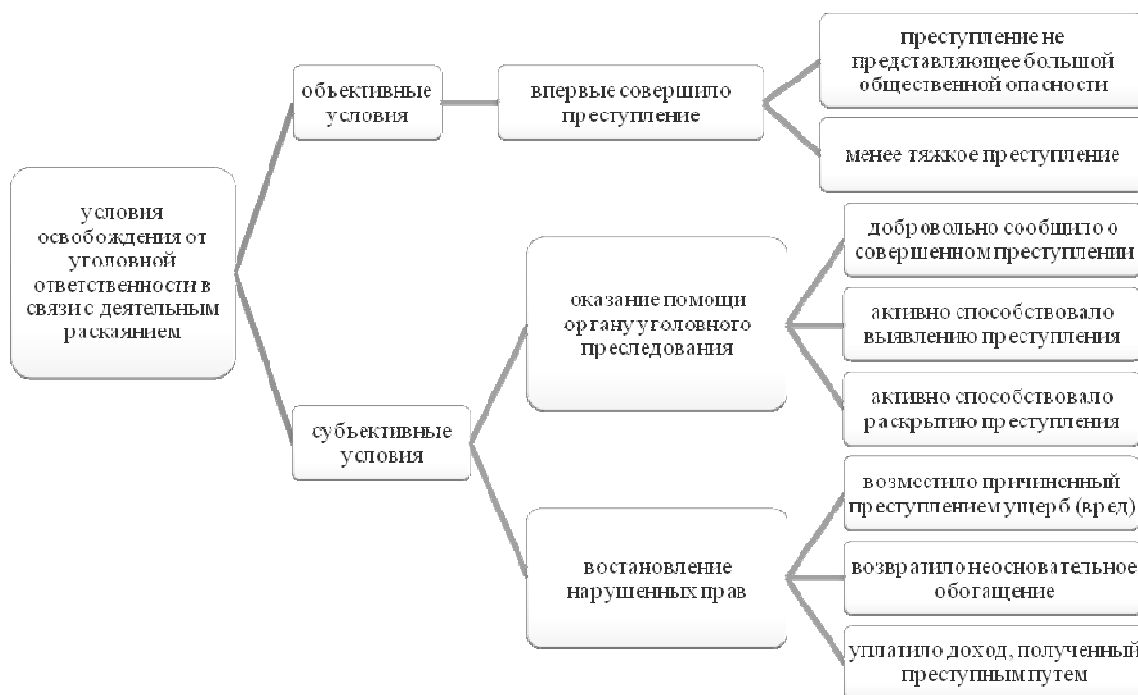 условия
освобождения от
уголовной
ответственности в
связи с деятельным
раскаянием
объективные
условия
впервые совершило
преступление
преступление не
представляющее большой
общественной опасности
менее тяжкое преступление
субъективные
условия
оказание помощи
органу уголовного
преследования
добровольно сообщило о
совершенном преступлении
активно способствовало
выявлению преступления
активно способствовало
раскрытию преступления
востановление
нарушенных прав
возместило причиненный
преступлением ущерб (вред)
возвратило неосновательное
обогащение
уплатило доход, полученный
преступным путем